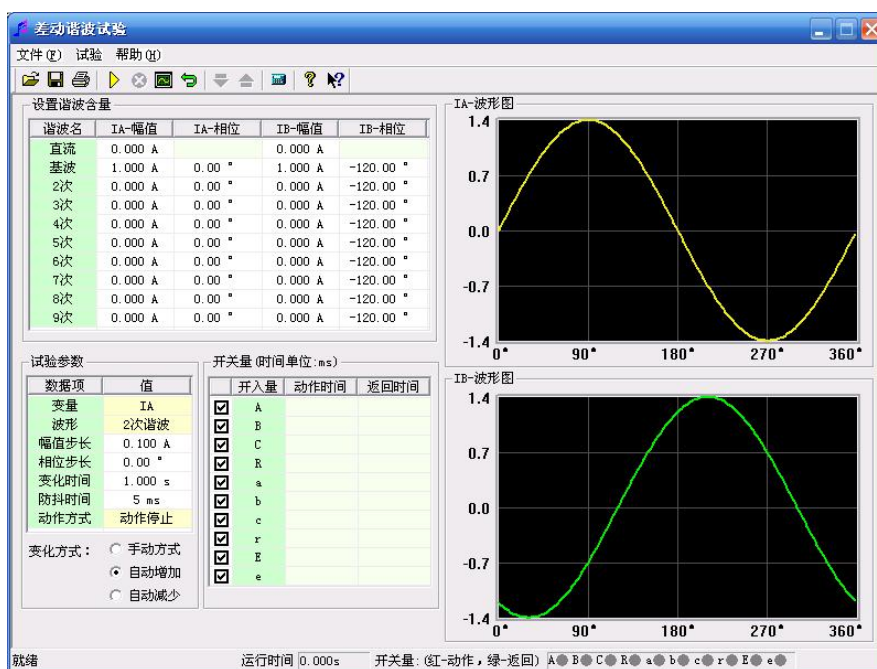 差动谐波试验
文件(F) 试验 帮助(H)
设置谐波含量
谐波名 IA-幅值 IA-相位 IB-幅值 IB-相位
直流 0.000 A 0.000 A
基波 1.000 A 0.00 ° 1.000 A -120.00 °
2次 0.000 A 0.00 ° 0.000 A -120.00 °
3次 0.000 A 0.00 ° 0.000 A -120.00 °
4次 0.000 A 0.00 ° 0.000 A -120.00 °
5次 0.000 A 0.00 ° 0.000 A -120.00 °
6次 0.000 A 0.00 ° 0.000 A -120.00 °
7次 0.000 A 0.00 ° 0.000 A -120.00 °
8次 0.000 A 0.00 ° 0.000 A -120.00 °
9次 0.000 A 0.00 ° 0.000 A -120.00 °
IA-波形图
1.4
0.7
0.0
-0.7
-1.4
0° 90° 180° 270° 360°
试验参数
数据项 值
变量 IA
波形 2次谐波
幅值步长 0.100 A
相位步长 0.00 °
变化时间 1.000 s
防抖时间 5 ms
动作方式 动作停止
变化方式: 手动方式
自动增加
自动减少
开关量(时间单位:ms)
开入量 动作时间 返回时间
A
B
C
R
a
b
c
r
E
e
IB-波形图
1.4
0.7
0.0
-0.7
-1.4
0° 90° 180° 270° 360°
就绪 运行时间 0.000s 开关量:(红-动作,绿-返回) A B C R a b c r E e